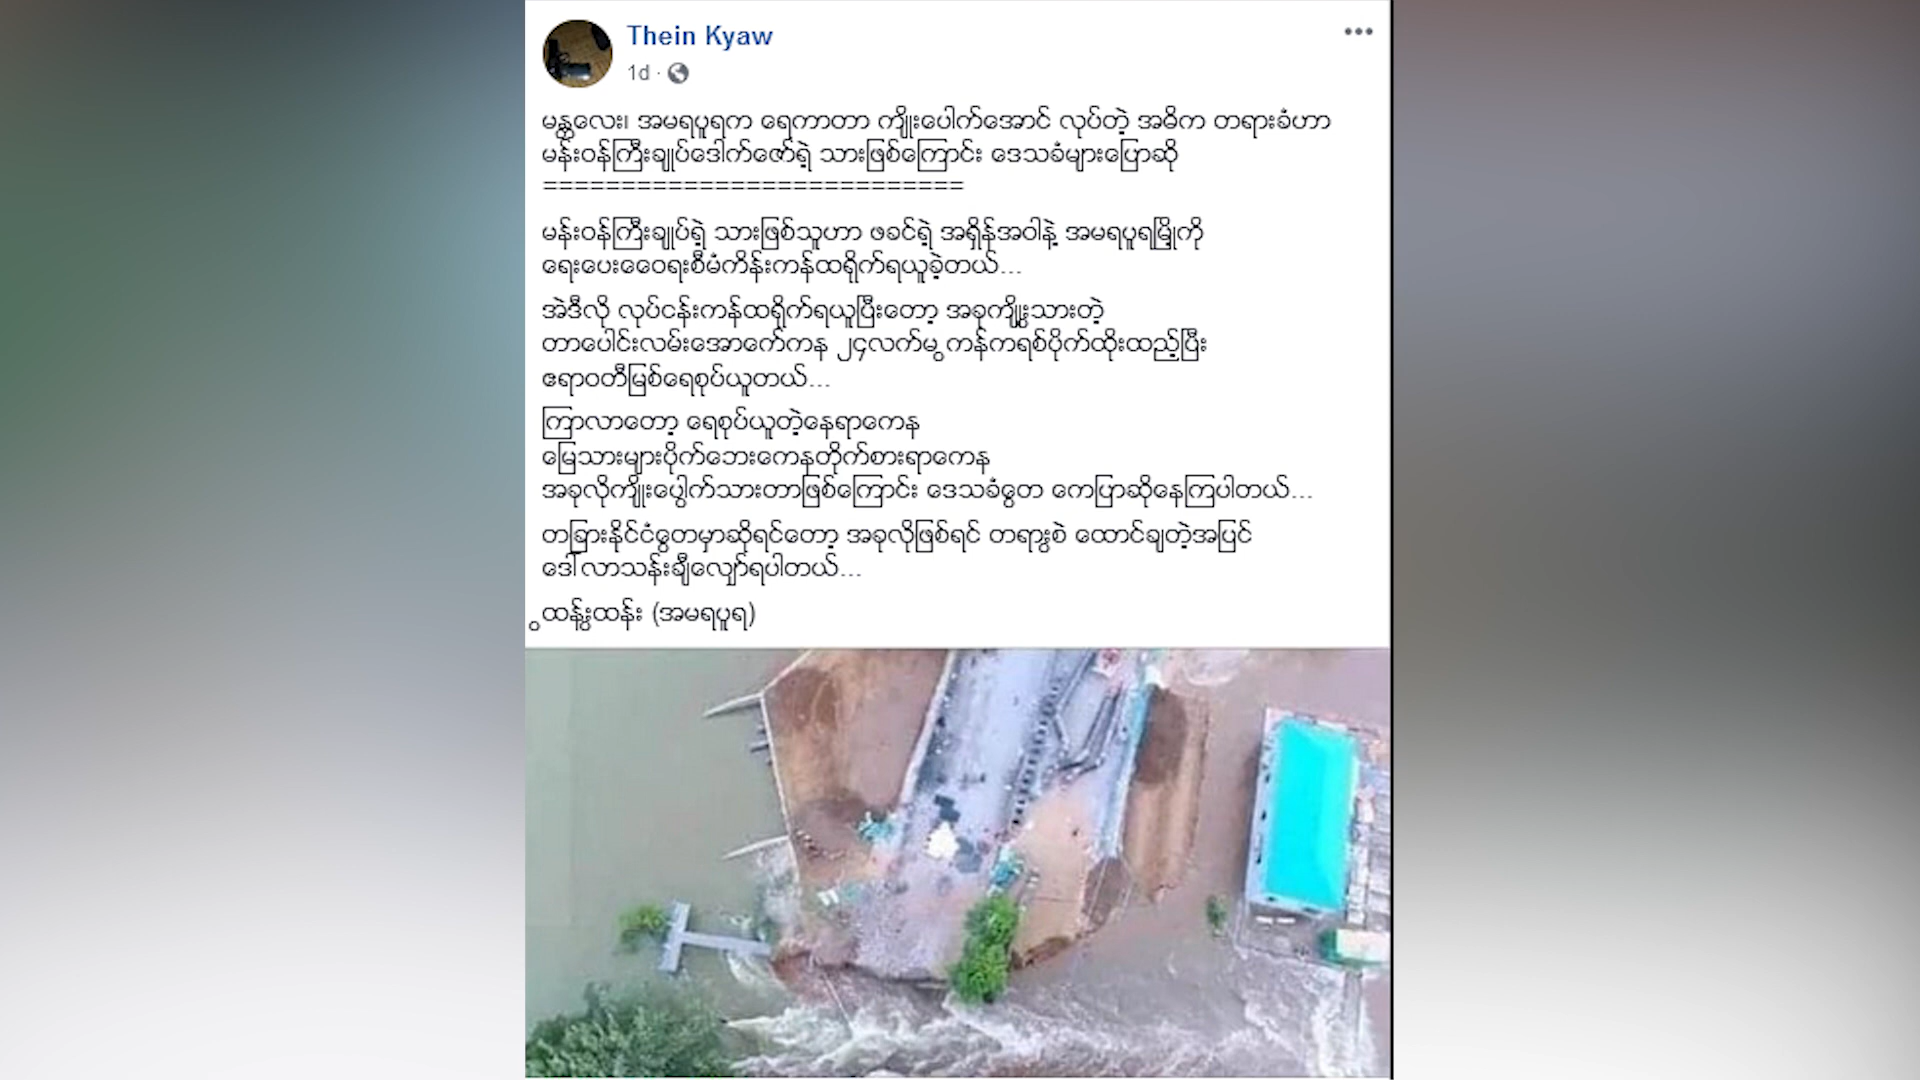 Thein Kyaw
1d ·
မန္တလေး၊ အမရပူရက ရေကာတာ ကျိုးပေါက်အောင် လုပ်တဲ့ အဓိက တရားခံဟာ
မန်းဝန်ကြီးချုပ်ဒေါက်ဇော်ရဲ့ သားဖြစ်ကြောင်း ဒေသခံများပြောဆို
===========================
မန်းဝန်ကြီးချုပ်ရဲ့ သားဖြစ်သူဟာ ဖခင်ရဲ့ အရှိန်အဝါနဲ့ အမရပူရမြို့ကို
ရေးပေးဝေရေးစီမံကိန်းကန်ထရိုက်ရယူခဲ့တယ်...
အဲဒီလို လုပ်ငန်းကန်ထရိုက်ရယူပြီးတော့ အခုကျိုးသွားတဲ့
တာပေါင်းလမ်းအောက်ကနေ ၂၄လက်မ ကွန်ကရစ်ပိုက်ထိုးထည့်ပြီး
ဧရာဝတီမြစ်ရေစုပ်ယူတယ်...
ကြာလာတော့ ရေစုပ်ယူတဲ့နေရာကနေ
မြေသားများပိုက်ဘေးကနေတိုက်စားရာကနေ
အခုလိုကျိုးပေါက်သွားတာဖြစ်ကြောင်း ဒေသခံတွေ ပြောဆိုနေကြပါတယ်...
တခြားနိုင်ငံတွေမှာဆိုရင်တော့ အခုလိုဖြစ်ရင် တရားစွဲ ထောင်ချတဲ့အပြင်
ဒေါ်လာသန်းချီလျော်ရပါတယ်...
ထွန်းထွန်း (အမရပူရ)